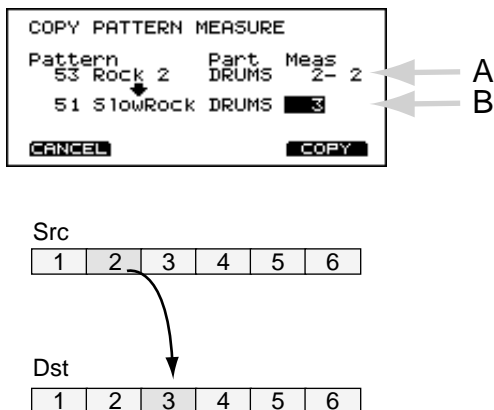 COPY PATTERN MEASURE
Pattern Part Meas
53 Rock 2 DRUMS 2- 2 A
51 SlowRock DRUMS 3 B
CANCEL COPY
Src
1 2 3 4 5 6
Dst
1 2 3 4 5 6